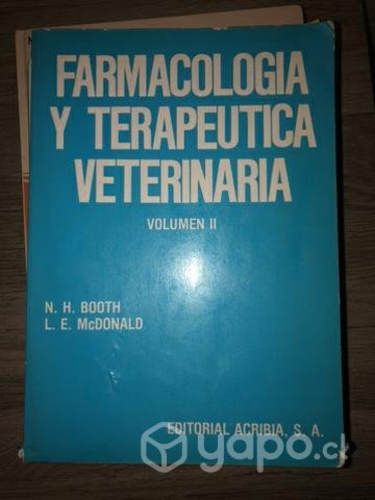 FARMACOLOGIA
Y TERAPEUTICA
VETERINARIA
VOLUMEN II
N. H. BOOTH
L. E. McDONALD
EDITORIAL ACRIBIA, S. A.
yapo.cl